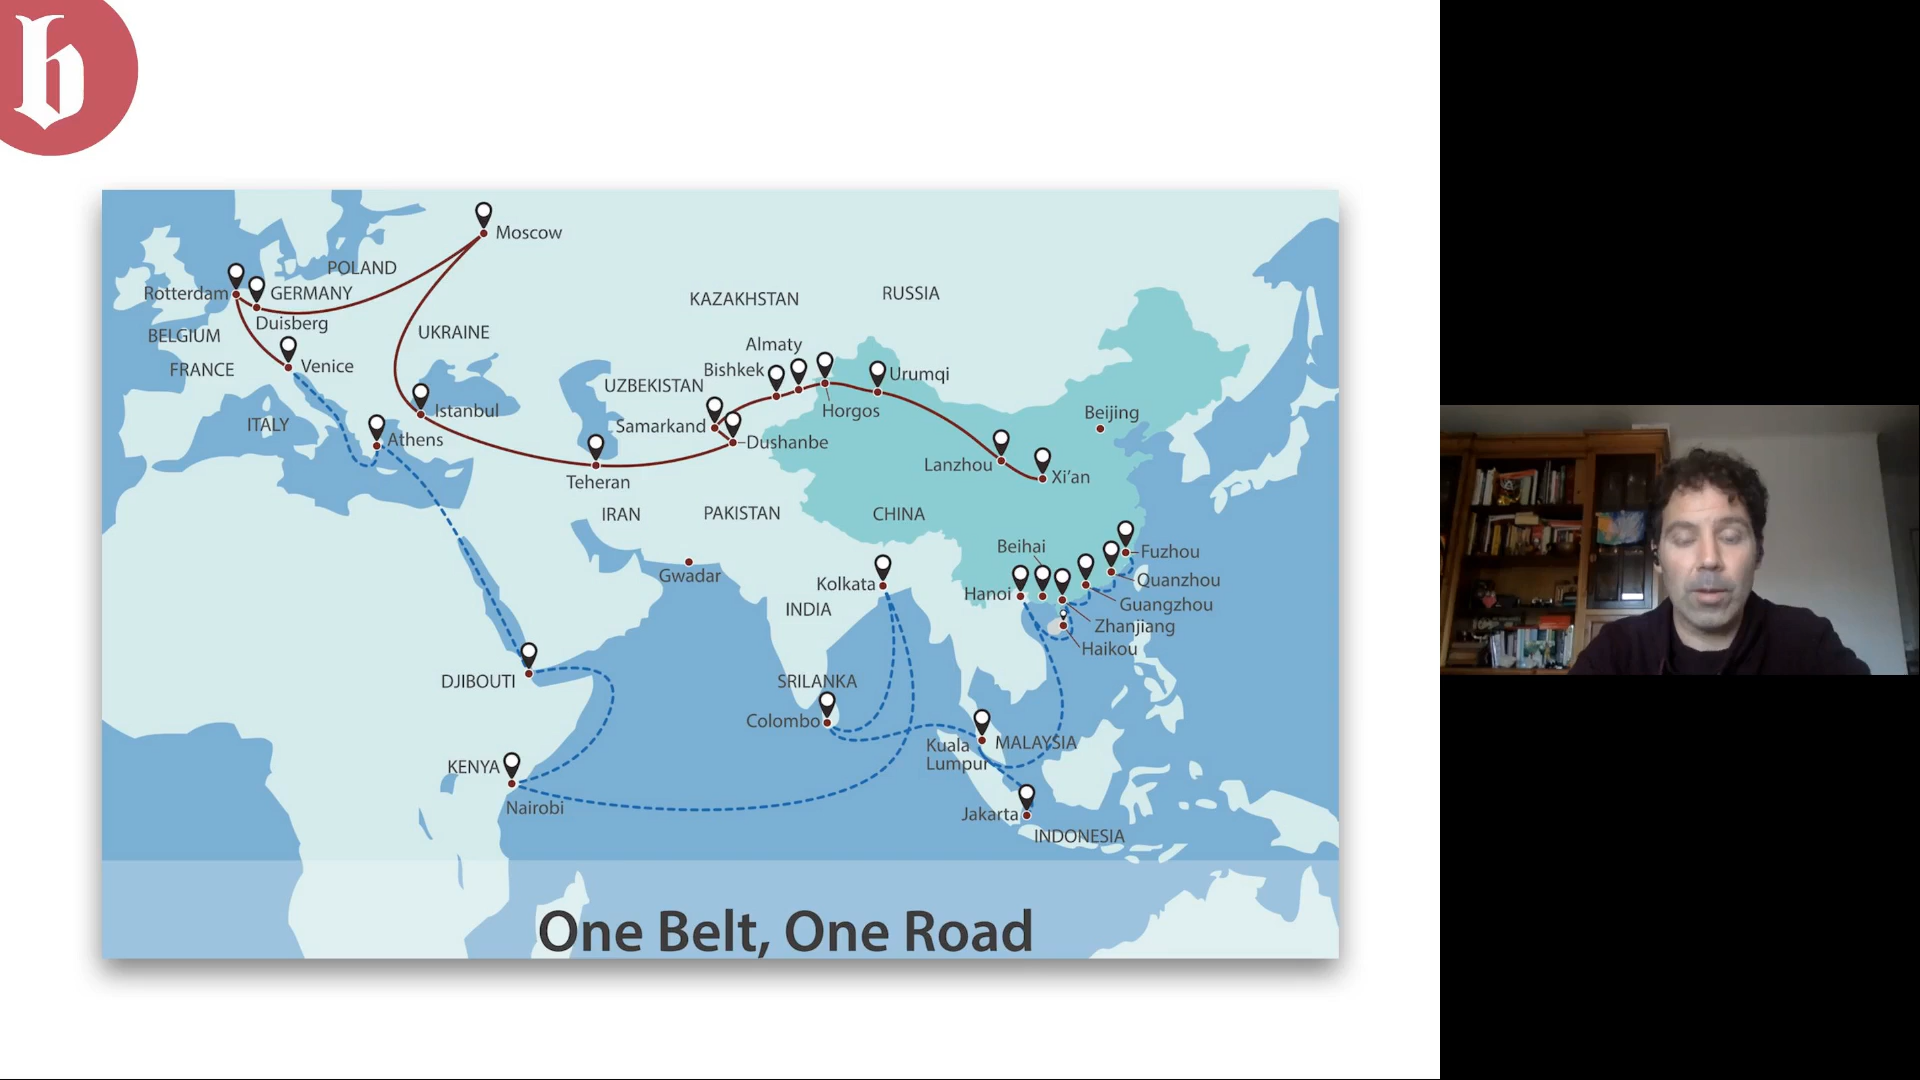 b
Moscow
POLAND
Rotterdam
GERMANY
Duisberg
BELGIUM
UKRAINE
FRANCE
Venice
ITALY
Istanbul
Athens
KAZAKHSTAN
RUSSIA
Almaty
Bishkek
Urumqi
UZBEKISTAN
Horgos
Samarkand
Dushanbe
Beijing
Teheran
Lanzhou
Xi'an
IRAN
PAKISTAN
CHINA
Beihai
Fuzhou
Gwadar
Kolkata
Quanzhou
Hanoi
INDIA
Guangzhou
Zhanjiang
Haikou
DJIBOUTI
SRILANKA
Colombo
Kuala
Lumpur
MALAYSIA
KENYA
Nairobi
Jakarta
INDONESIA
One Belt, One Road